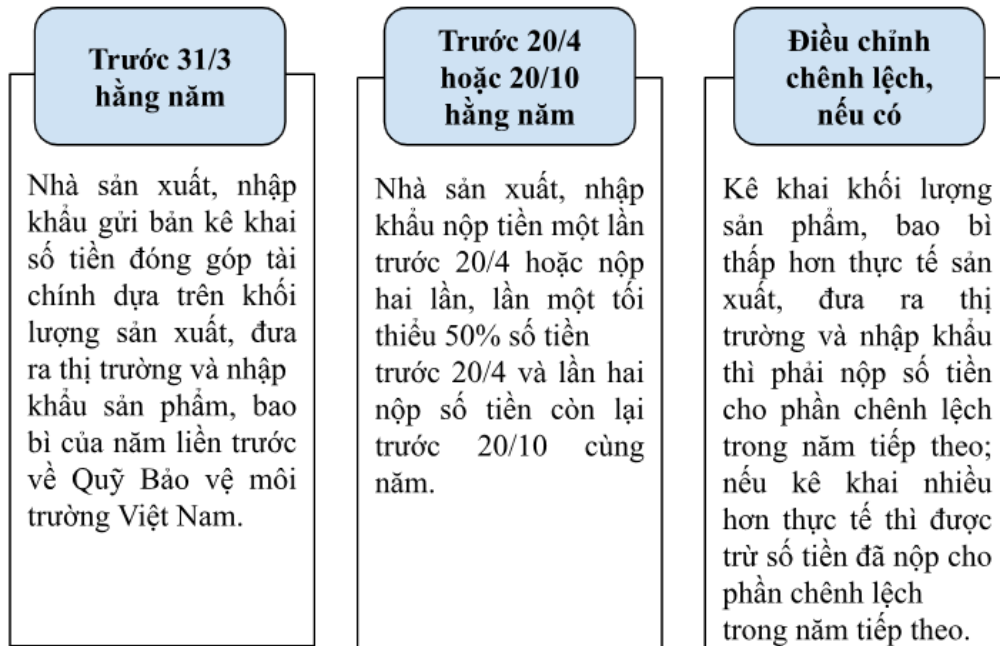 Trước 31/3
hằng năm
Nhà sản xuất, nhập
khẩu gửi bản kê khai
số tiền đóng góp tài
chính dựa trên khối
lượng sản xuất, đưa
ra thị trường và nhập
khẩu sản phẩm, bao
bì của năm liền trước
về Quỹ Bảo vệ môi
trường Việt Nam.
Trước 20/4
hoặc 20/10
hằng năm
Nhà sản xuất, nhập
khẩu nộp tiền một lần
trước 20/4 hoặc nộp
hai lần, lần một tối
thiểu 50% số tiền
trước 20/4 và lần hai
nộp số tiền còn lại
trước 20/10 cùng
năm.
Điều chỉnh
chênh lệch,
nếu có
Kê khai khối lượng
sản phẩm, bao bì
thấp hơn thực tế sản
xuất, đưa ra thị
trường và nhập khẩu
thì phải nộp số tiền
cho phần chênh lệch
trong năm tiếp theo;
nếu kê khai nhiều
hơn thực tế thì được
trừ số tiền đã nộp cho
phần chênh lệch
trong năm tiếp theo.